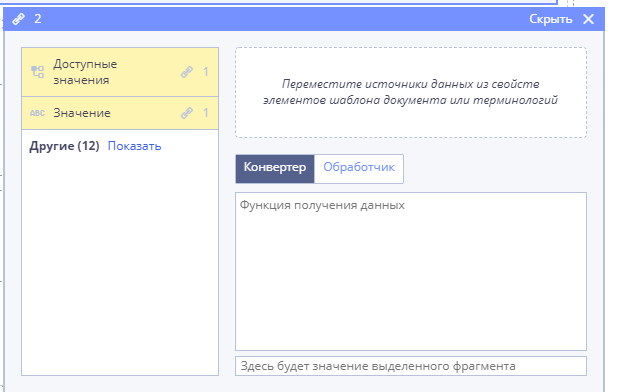 2
Скрыть
Доступные
значения
1
ABC
Значение
1
Другие (12) Показать
Переместите источники данных из свойств
элементов шаблона документа или терминологий
Конвертер
Обработчик
Функция получения данных
Здесь будет значение выделенного фрагмента